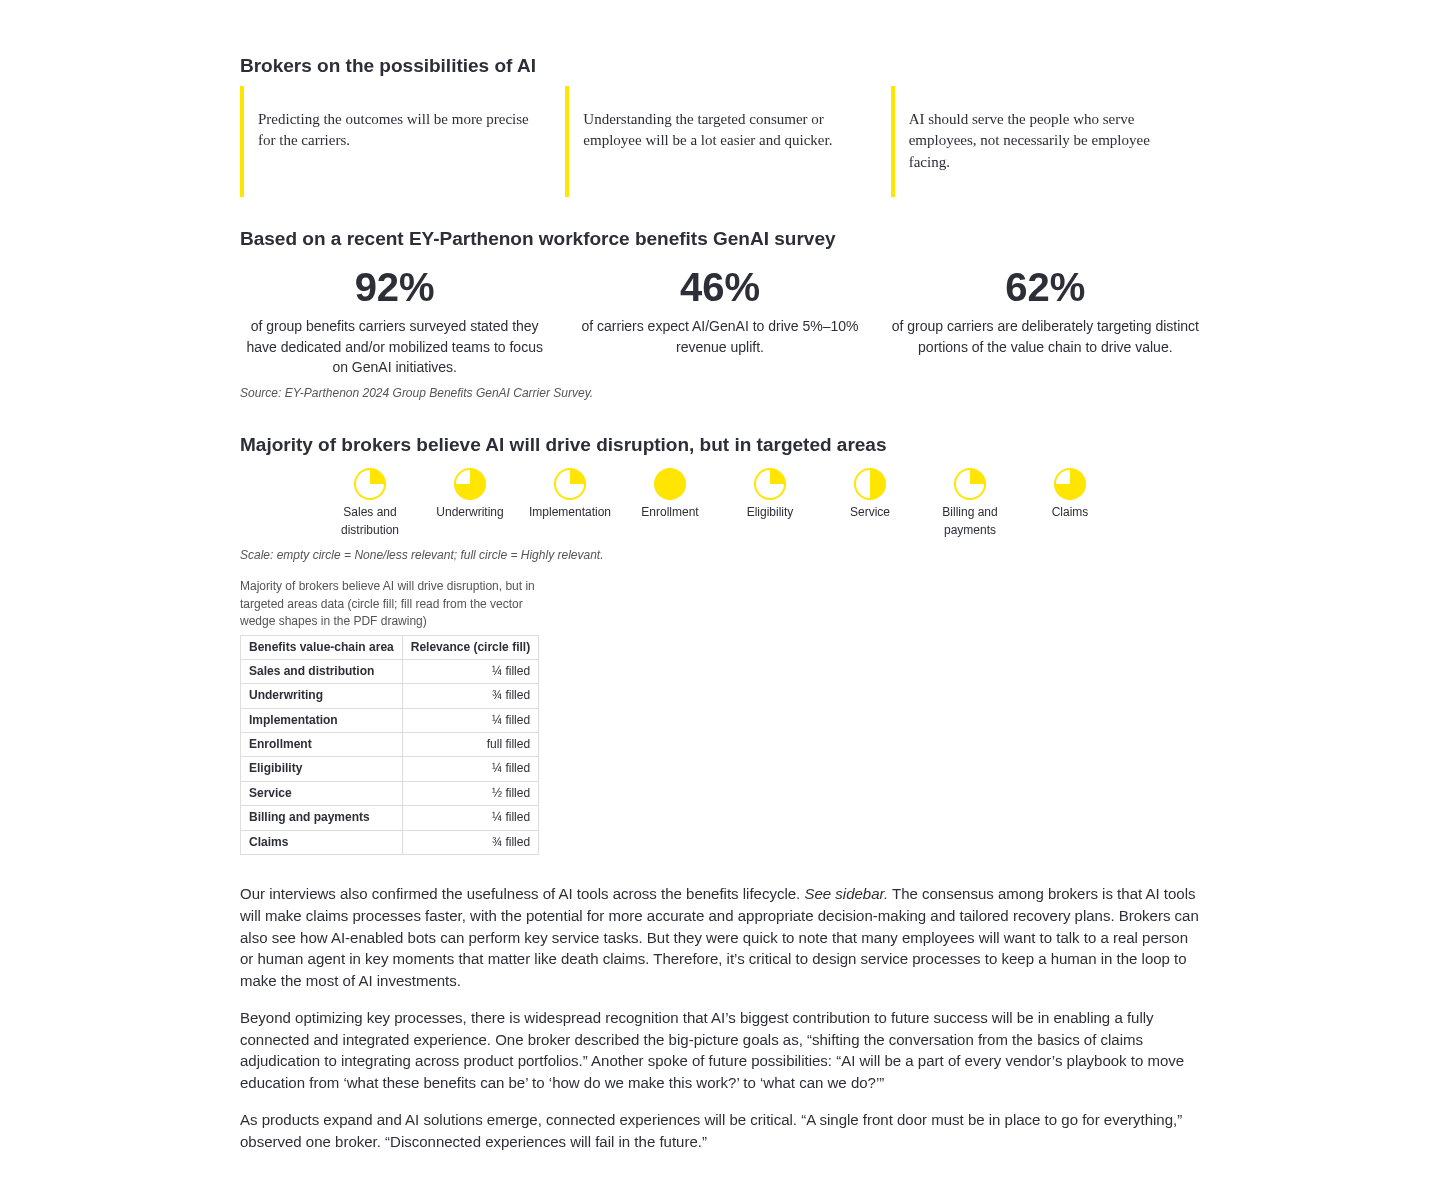 Brokers on the possibilities of AI
Predicting the outcomes will be more precise
for the carriers.
Understanding the targeted consumer or
employee will be a lot easier and quicker.
AI should serve the people who serve
employees, not necessarily be employee
facing.
Based on a recent EY-Parthenon workforce benefits GenAI survey
92%
of group benefits carriers surveyed stated they
have dedicated and/or mobilized teams to focus
on GenAI initiatives.
46%
of carriers expect AI/GenAI to drive 5%–10%
revenue uplift.
62%
of group carriers are deliberately targeting distinct
portions of the value chain to drive value.
Source: EY-Parthenon 2024 Group Benefits GenAI Carrier Survey.
Majority of brokers believe AI will drive disruption, but in targeted areas
Sales and
distribution
Underwriting
Implementation
Enrollment
Eligibility
Service
Billing and
payments
Claims
Scale: empty circle = None/less relevant; full circle = Highly relevant.
Majority of brokers believe AI will drive disruption, but in
targeted areas data (circle fill; fill read from the vector
wedge shapes in the PDF drawing)
Benefits value-chain area Relevance (circle fill)
Sales and distribution ¼ filled
Underwriting ¾ filled
Implementation ¼ filled
Enrollment full filled
Eligibility ¼ filled
Service ½ filled
Billing and payments ¼ filled
Claims ¾ filled
Our interviews also confirmed the usefulness of AI tools across the benefits lifecycle. See sidebar. The consensus among brokers is that AI tools
will make claims processes faster, with the potential for more accurate and appropriate decision-making and tailored recovery plans. Brokers can
also see how AI-enabled bots can perform key service tasks. But they were quick to note that many employees will want to talk to a real person
or human agent in key moments that matter like death claims. Therefore, it’s critical to design service processes to keep a human in the loop to
make the most of AI investments.
Beyond optimizing key processes, there is widespread recognition that AI’s biggest contribution to future success will be in enabling a fully
connected and integrated experience. One broker described the big-picture goals as, “shifting the conversation from the basics of claims
adjudication to integrating across product portfolios.” Another spoke of future possibilities: “AI will be a part of every vendor’s playbook to move
education from ‘what these benefits can be’ to ‘how do we make this work?’ to ‘what can we do?’”
As products expand and AI solutions emerge, connected experiences will be critical. “A single front door must be in place to go for everything,”
observed one broker. “Disconnected experiences will fail in the future.”